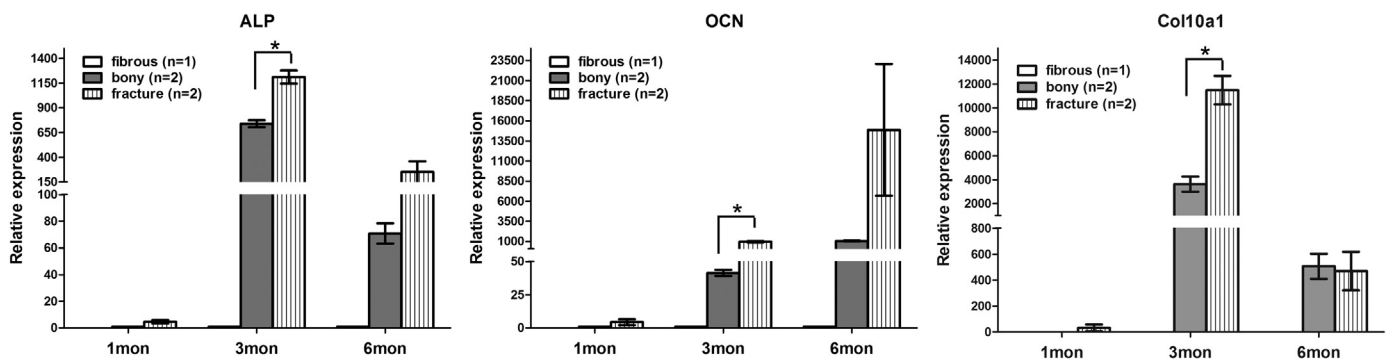 ALP
Relative expression
1400
1150
900
650
400
150
100
80
60
40
20
0
fibrous (n=1)
bony (n=2)
fracture (n=2)
*
1mon
3mon
6mon
OCN
Relative expression
23500
21000
18500
16000
13500
11000
8500
6000
3500
1000
50
25
0
fibrous (n=1)
bony (n=2)
fracture (n=2)
*
1mon
3mon
6mon
Col10a1
Relative expression
14000
12000
10000
8000
6000
4000
2000
800
600
400
200
0
fibrous (n=1)
bony (n=2)
fracture (n=2)
*
1mon
3mon
6mon